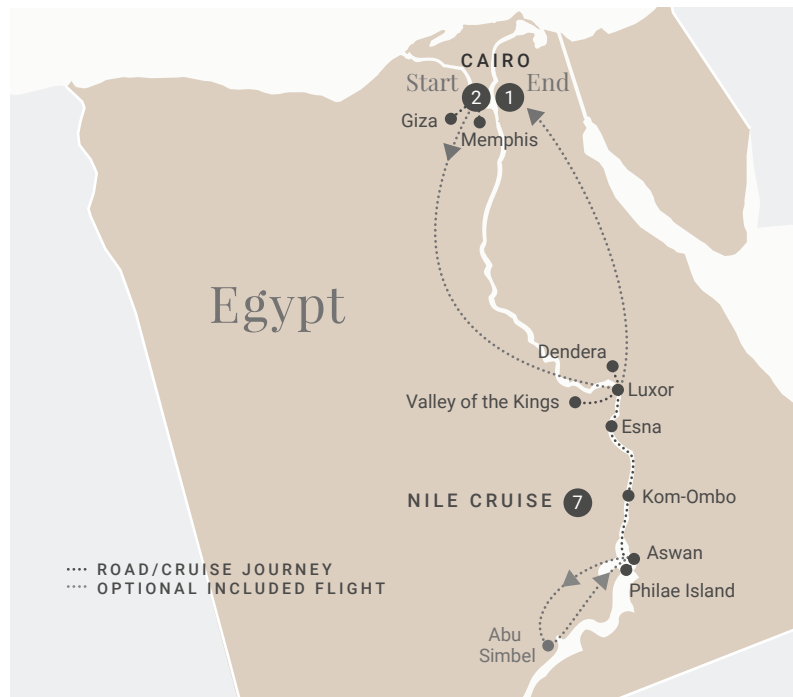 CAIRO
Start
End
2
1
Giza
Memphis
Egypt
Dendera
Luxor
Valley of the Kings
Esna
NILE CRUISE 7
Kom-Ombo
Aswan
Philae Island
Abu
Simbel
ROAD/CRUISE JOURNEY
OPTIONAL INCLUDED FLIGHT